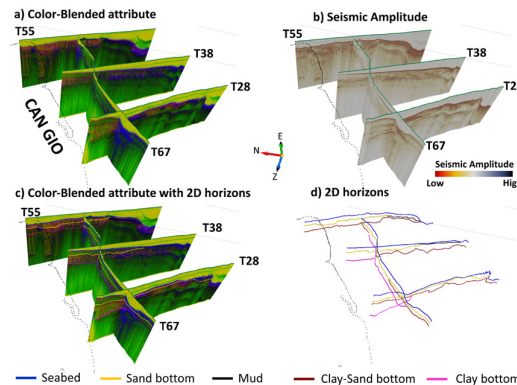 a) Color-Blended attribute
T55
T38
T28
CAN GIO
T67
b) Seismic Amplitude
T55
T38
T2
T67
Seismic Amplitude
Low Hig
E
N
Z
c) Color-Blended attribute with 2D horizons
T55
T38
T28
T67
d) 2D horizons
Seabed Sand bottom Mud Clay-Sand bottom Clay bottom